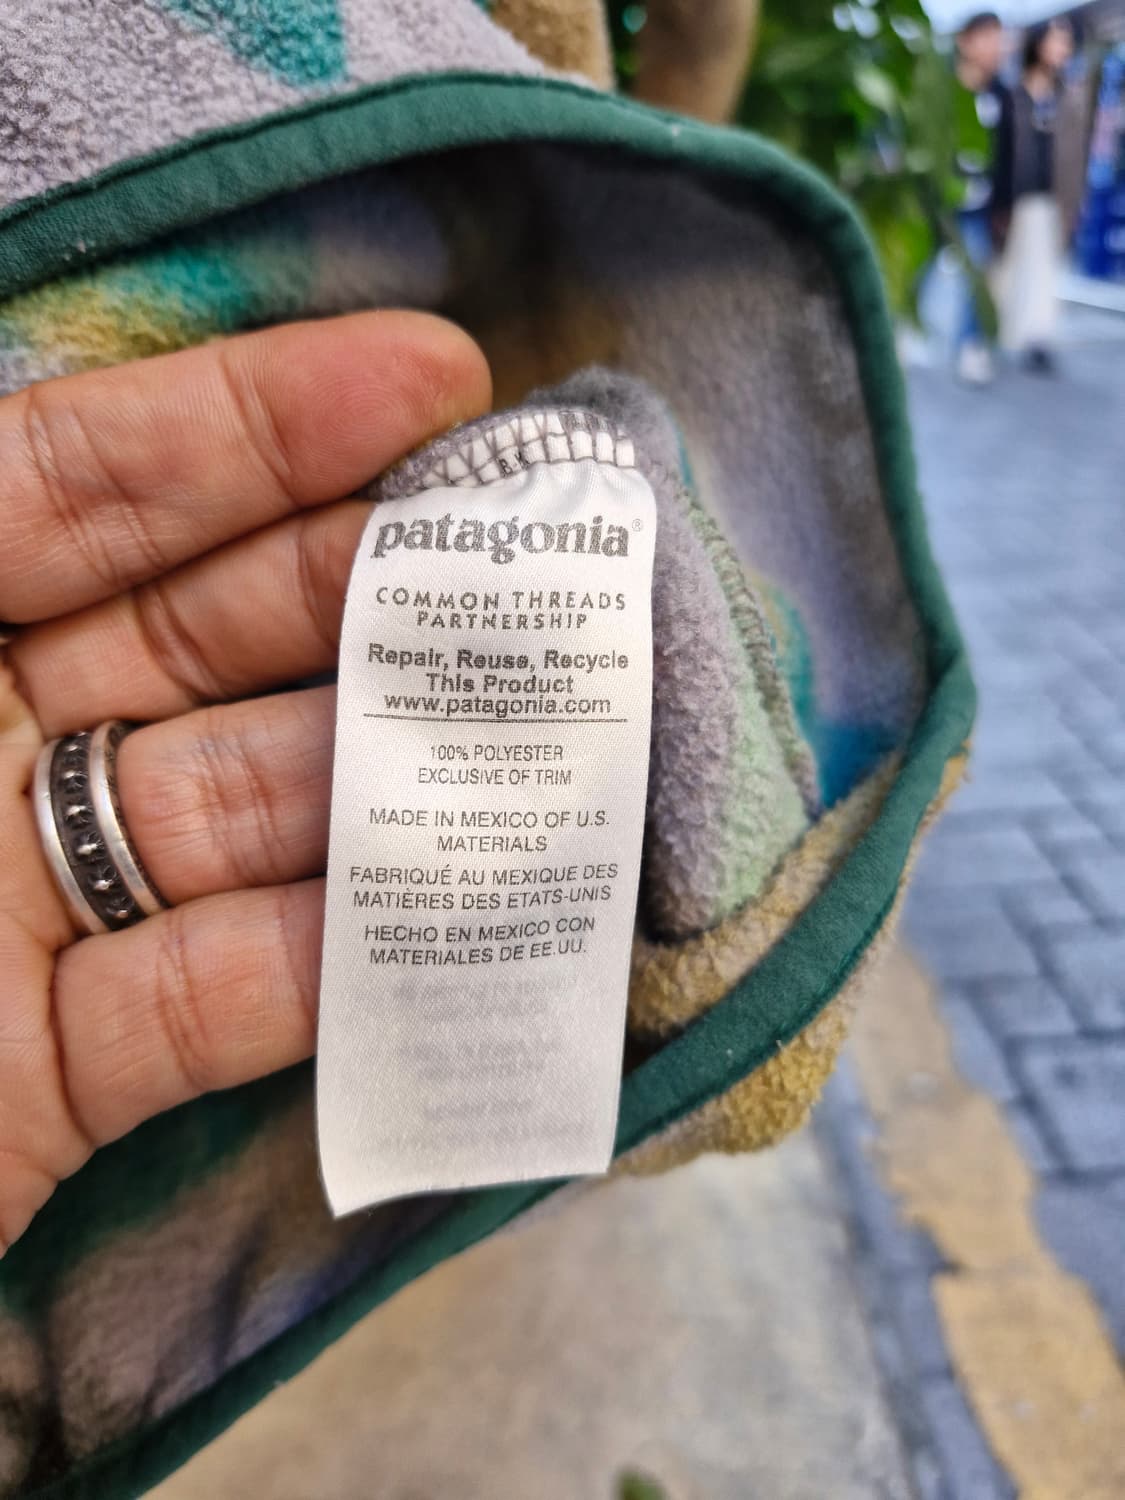 B.K
patagonia®
COMMON THREADS
PARTNERSHIP
Repair, Reuse, Recycle
This Product
www.patagonia.com
100% POLYESTER
EXCLUSIVE OF TRIM
MADE IN MEXICO OF U.S.
MATERIALS
FABRIQUÉ AU MEXIQUE DES
MATIÈRES DES ETATS-UNIS
HECHO EN MEXICO CON
MATERIALES DE EE.UU.